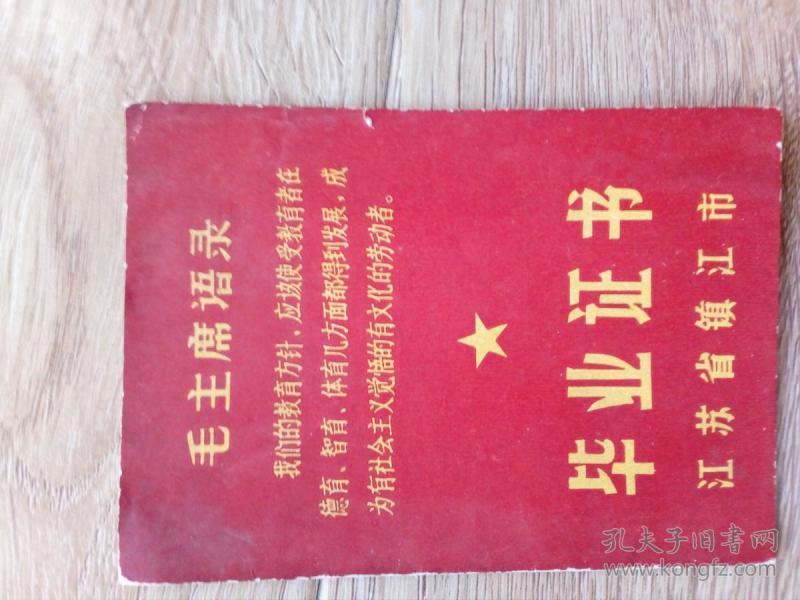 毛主席语录
我们的教育方针，应该使受教育者在
德育、智育、体育几方面都得到发展，成
为有社会主义觉悟的有文化的劳动者。
毕业证书
江苏省镇江市
孔夫子旧书网
www.kongfz.com